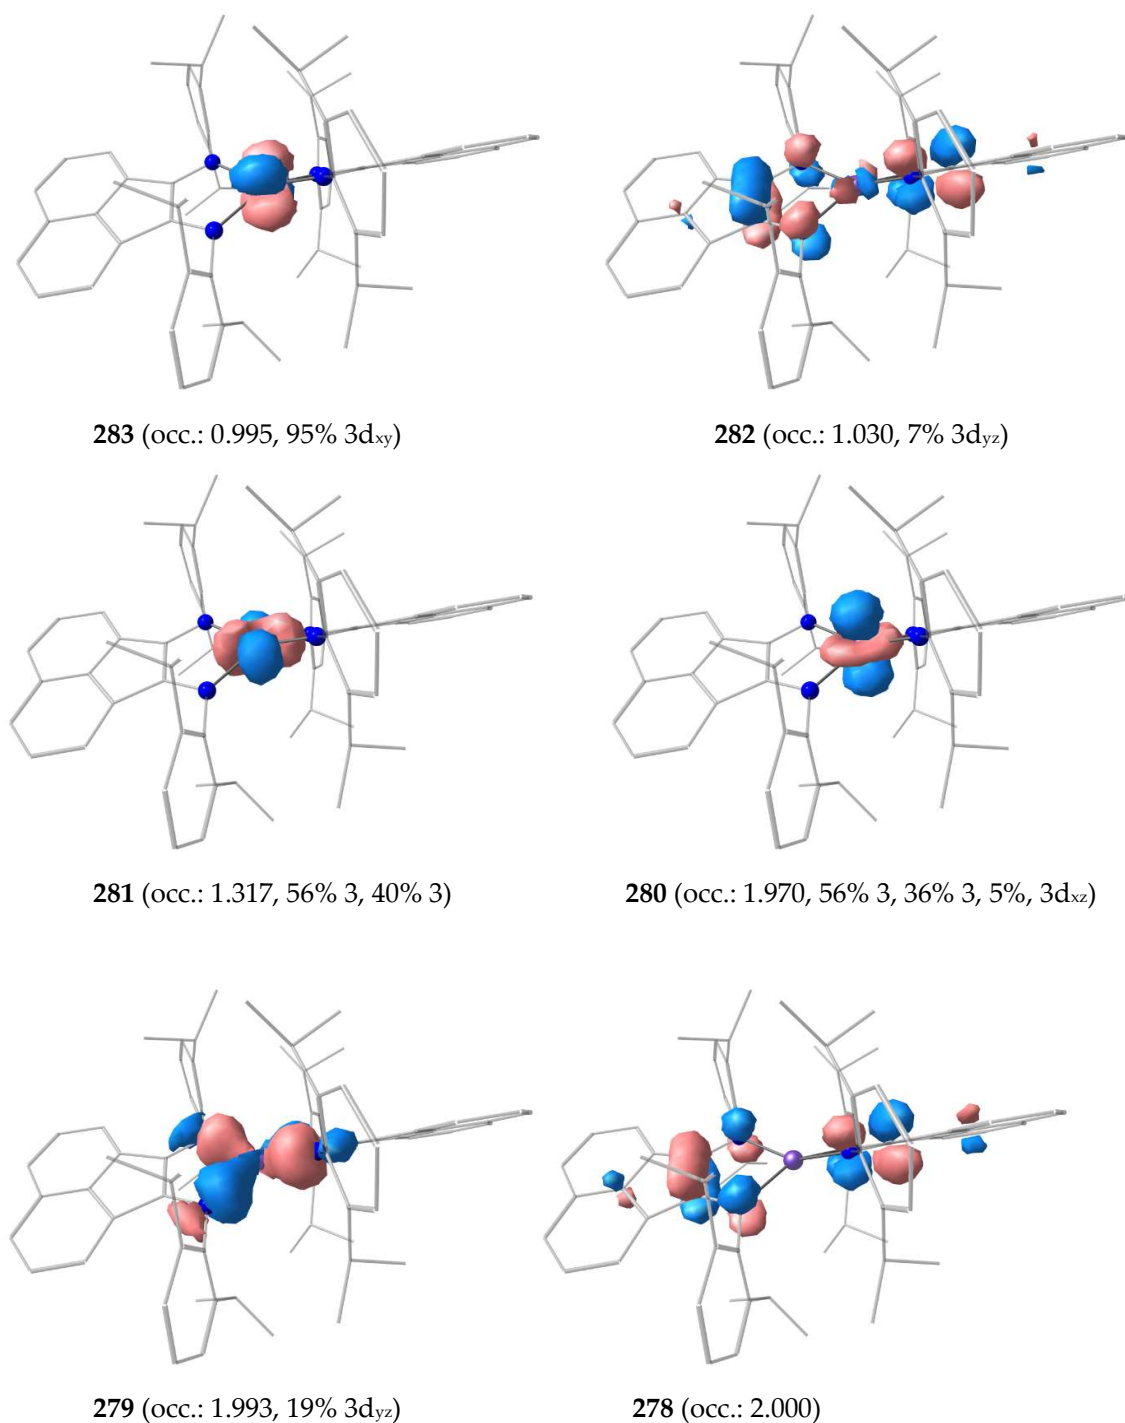 283 (occ.: 0.995, 95% 3dxy)
282 (occ.: 1.030, 7% 3dyz)
281 (occ.: 1.317, 56% 3, 40% 3)
280 (occ.: 1.970, 56% 3, 36% 3, 5%, 3dxz)
279 (occ.: 1.993, 19% 3dyz)
278 (occ.: 2.000)